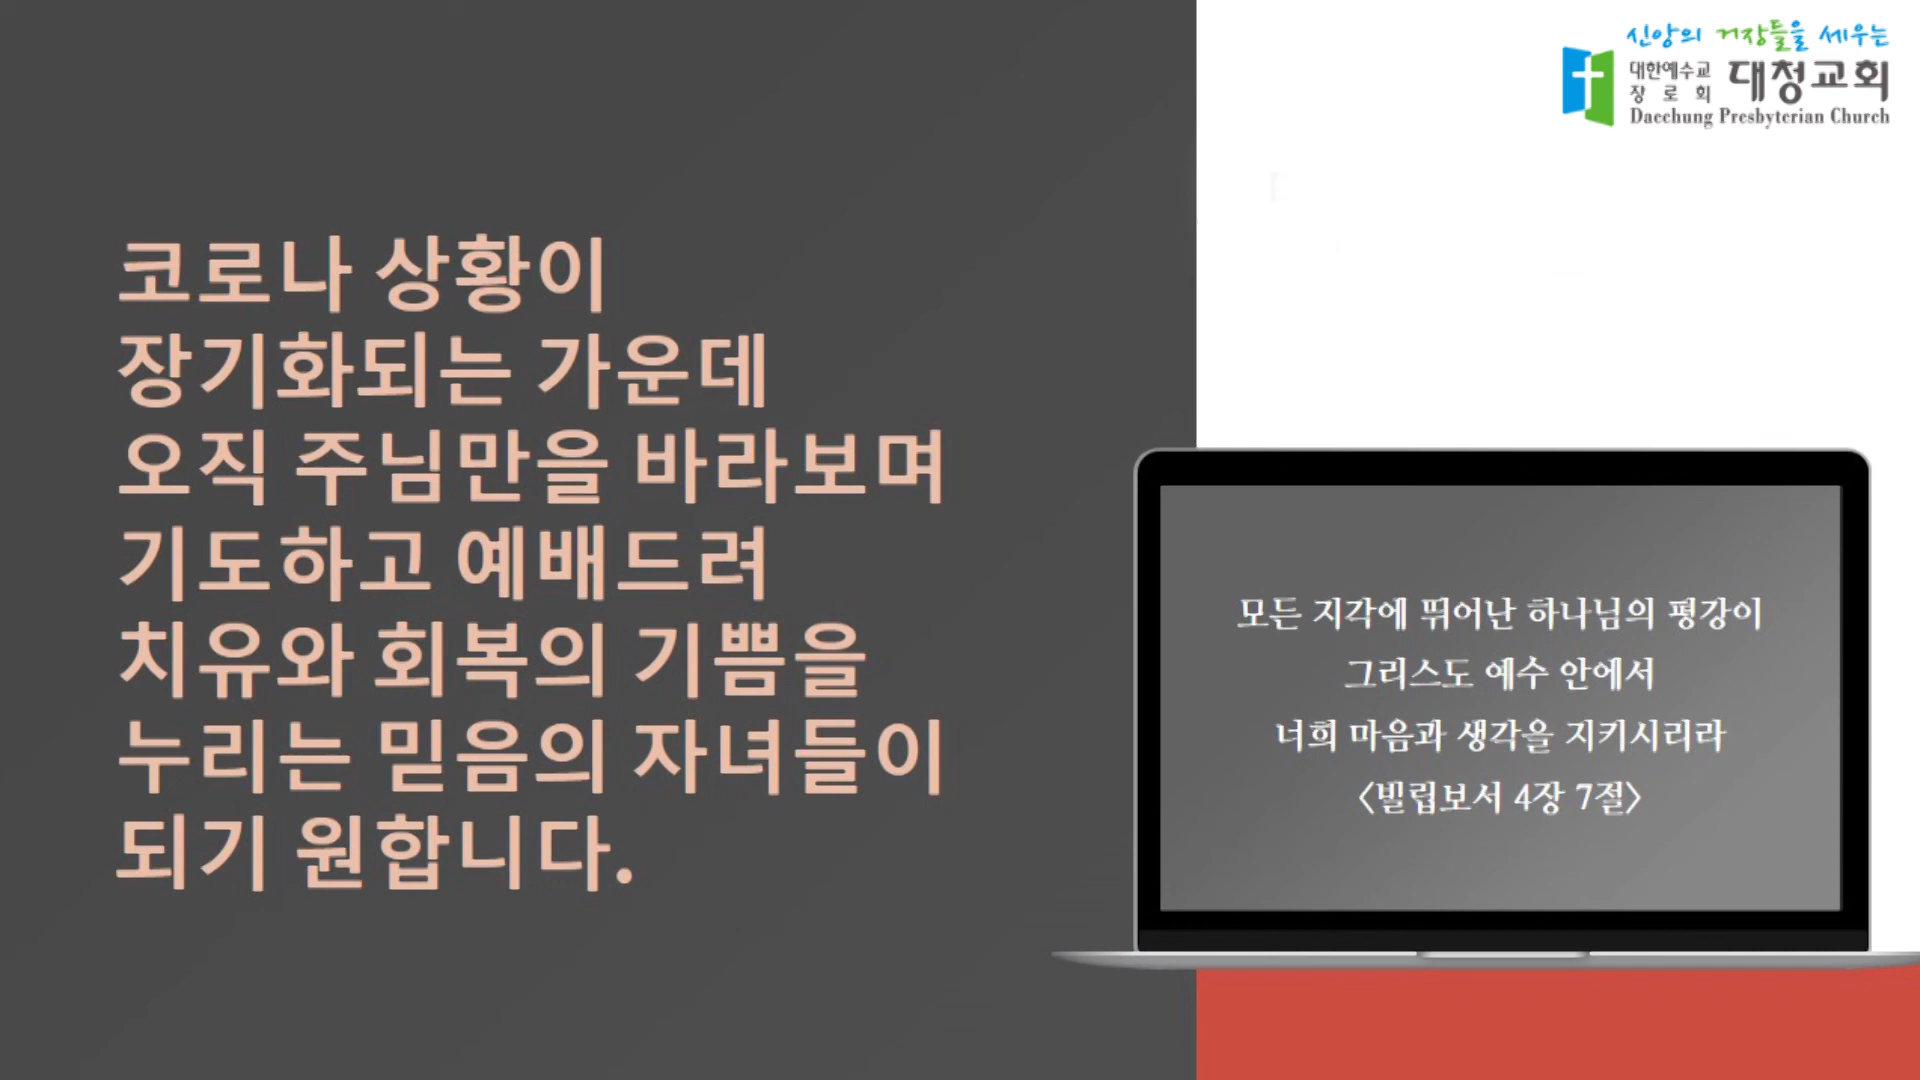 코로나 상황이
장기화되는 가운데
오직 주님만을 바라보며
기도하고 예배드려
치유와 회복의 기쁨을
누리는 믿음의 자녀들이
되기 원합니다.
신앙의 거장들을 세우는
대한예수교
장로회
대청교회
Daechung Presbyterian Church
모든 지각에 뛰어난 하나님의 평강이
그리스도 예수 안에서
너희 마음과 생각을 지키시리라
<빌립보서 4장 7절>